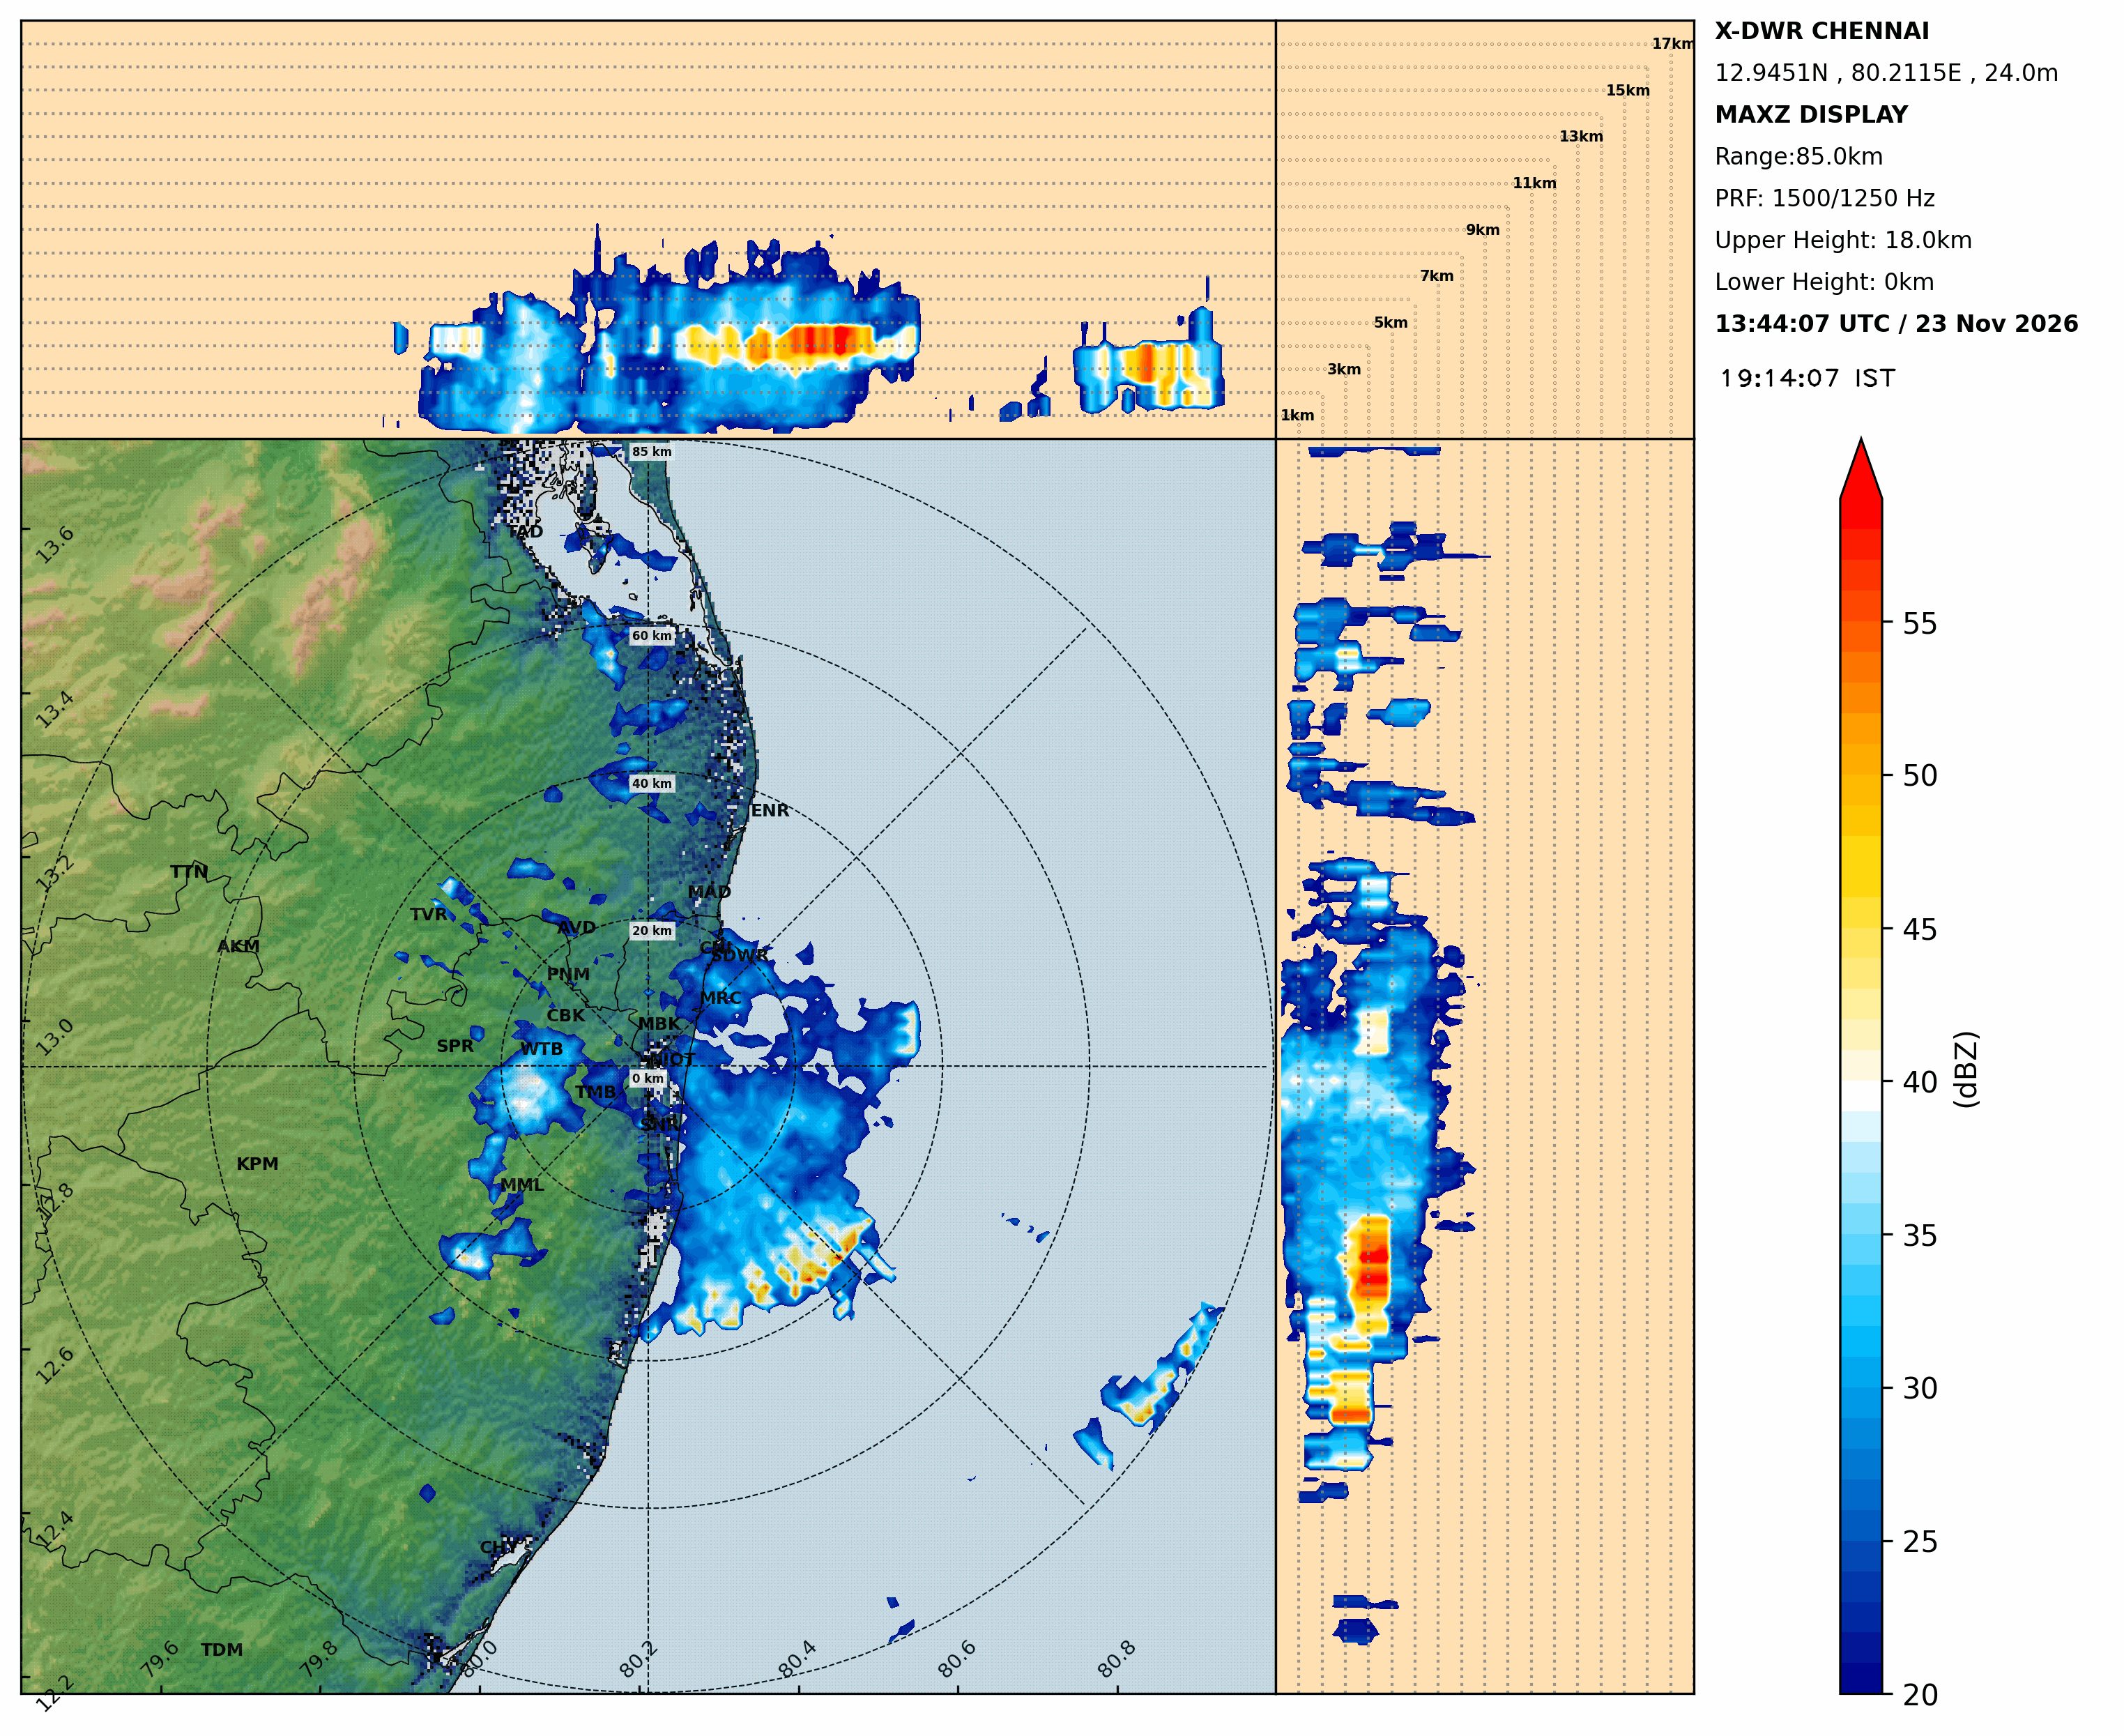 17km
15km
13km
11km
9km
7km
5km
3km
1km
X-DWR CHENNAI
12.9451N , 80.2115E , 24.0m
MAXZ DISPLAY
Range:85.0km
PRF: 1500/1250 Hz
Upper Height: 18.0km
Lower Height: 0km
13:44:07 UTC / 23 Nov 2026
19:14:07 IST
85 km
TAD
13.6
60 km
13.4
40 km
ENR
13.2
TTN
MAD
TVR
AVD
20 km
AKM
SDWR
PNM
MRC
CBK
MBK
13.0
SPR
WTB
NIOT
0 km
TMB
SNR
KPM
MML
12.8
12.6
12.4
CHY
TDM
12.2
79.6
79.8
80.0
80.2
80.4
80.6
80.8
55
50
45
40
35
30
25
20
(dBZ)